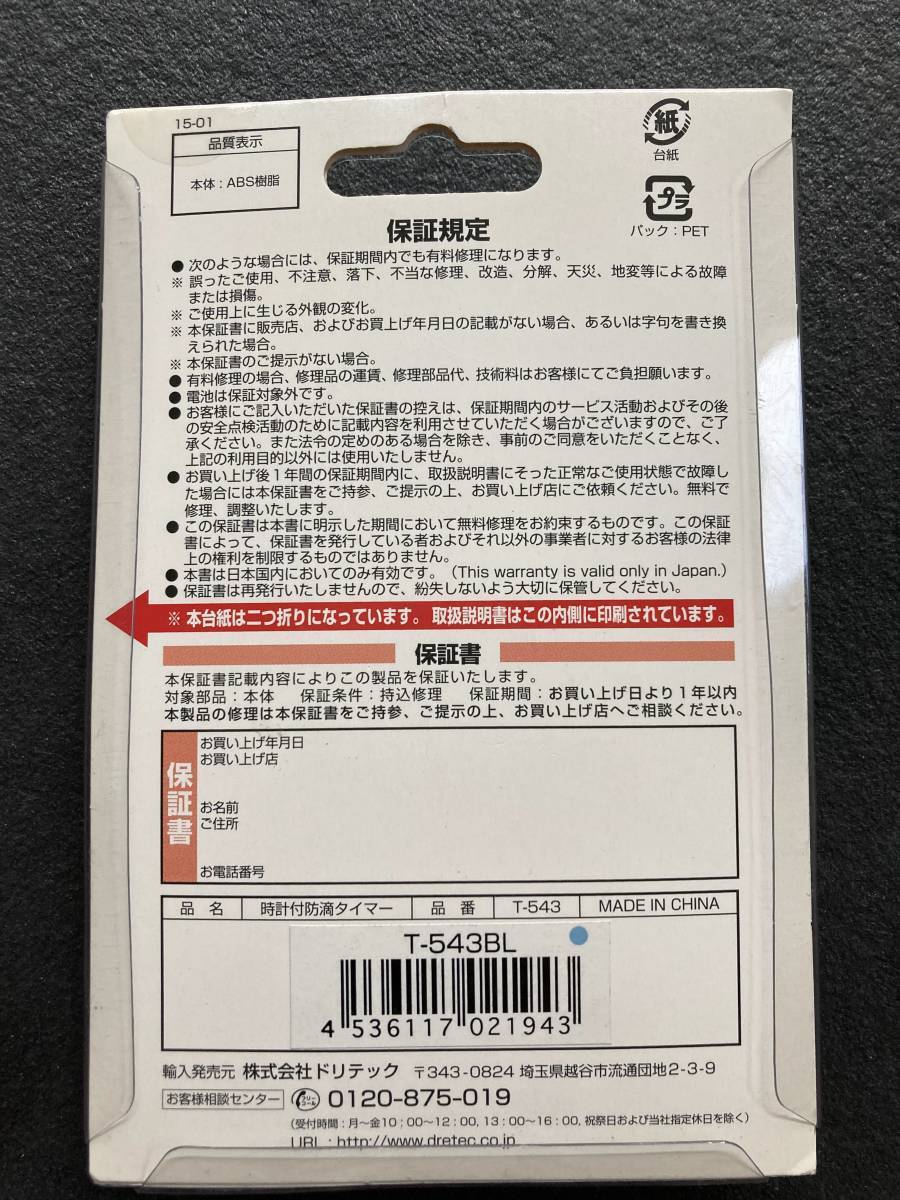 15-01
品質表示
本体：ABS樹脂
紙
台紙
プラ
パック：PET
保証規定
● 次のような場合には、保証期間内でも有料修理になります。
※ 誤ったご使用、不注意、落下、不当な修理、改造、分解、天災、地変等による故障
または損傷。
※ ご使用上に生じる外観の変化。
※ 本保証書に販売店、およびお買上げ年月日の記載がない場合、あるいは字句を書き換
えられた場合。
※ 本保証書のご提示がない場合。
● 有料修理の場合、修理品の運賃、修理部品代、技術料はお客様にてご負担願います。
● 電池は保証対象外です。
● お客様にご記入いただいた保証書の控えは、保証期間内のサービス活動およびその後
の安全点検活動のために記載内容を利用させていただく場合がございますので、ご了
承ください。また法令の定めのある場合を除き、事前のご同意をいただくことなく、
上記の利用目的以外には使用いたしません。
● お買い上げ後1年間の保証期間内に、取扱説明書にそった正常なご使用状態で故障し
た場合には本保証書をご持参、ご提示の上、お買い上げ店にご依頼ください。無料で
修理、調整いたします。
● この保証書は本書に明示した期間において無料修理をお約束するものです。この保証
書によって、保証書を発行している者およびそれ以外の事業者に対するお客様の法律
上の権利を制限するものではありません。
● 本書は日本国内においてのみ有効です。（This warranty is valid only in Japan.）
● 保証書は再発行いたしませんので、紛失しないよう大切に保管してください。
※ 本台紙は二つ折りになっています。取扱説明書はこの内側に印刷されています。
保証書
本保証書記載内容によりこの製品を保証いたします。
対象部品：本体　保証条件：持込修理　保証期間：お買い上げ日より1年以内
本製品の修理は本保証書をご持参、ご提示の上、お買い上げ店へご相談ください。
保証書
お買い上げ年月日
お買い上げ店
お名前
ご住所
お電話番号
品 名　時計付防滴タイマー　品 番　T-543　MADE IN CHINA
T-543BL
4 536117 021943
輸入発売元 株式会社ドリテック 〒343-0824 埼玉県越谷市流通団地2-3-9
お客様相談センター フリーコール 0120-875-019
（受付時間：月〜金10：00〜12：00, 13：00〜16：00, 祝祭日および当社指定休日を除く）
URL：http://www.dretec.co.jp